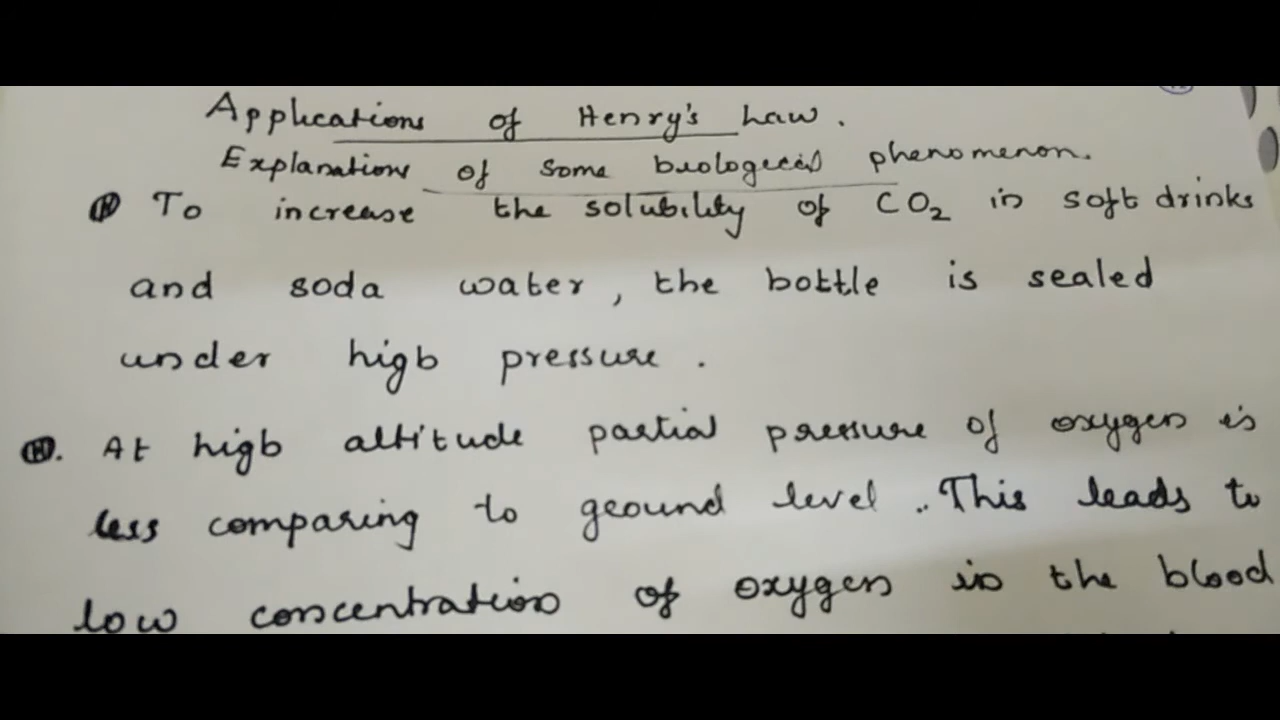 Applications of Henry's Law.
Explanations of some biological phenomenon.
To increase the solubility of CO2 in soft drinks
and soda water, the bottle is sealed
under high pressure.
At high altitude partial pressure of oxygen is
less comparing to ground level.. This leads to
low concentration of oxygen in the blood